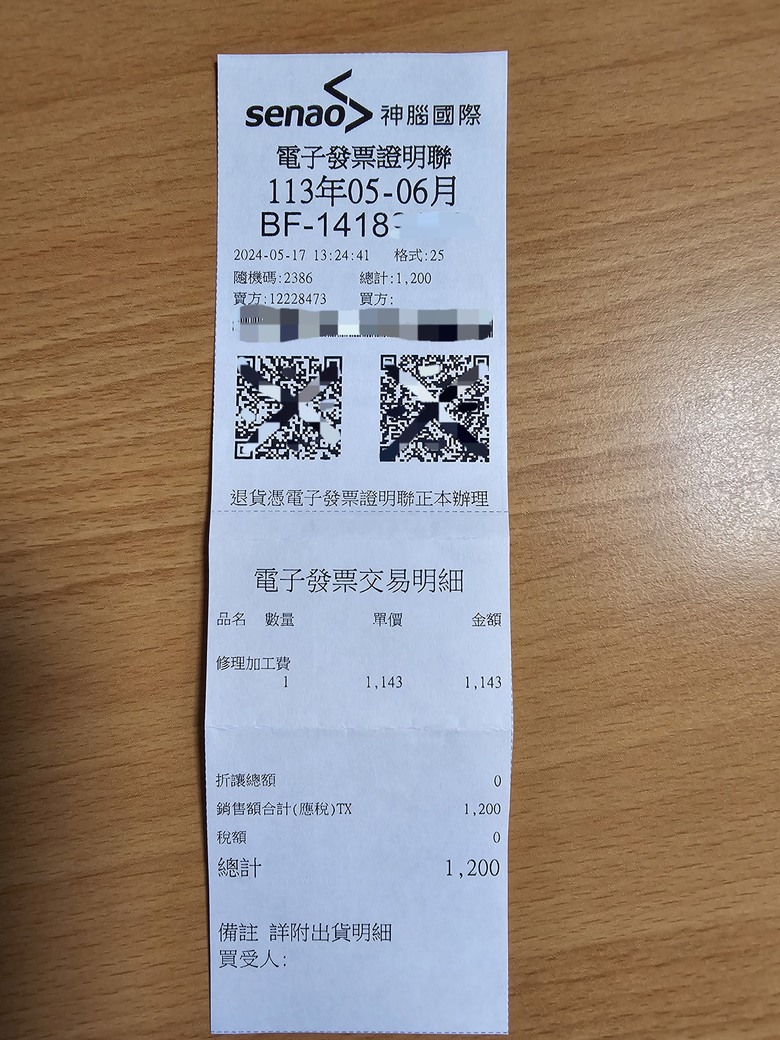 senao 神腦國際
電子發票證明聯
113年05-06月
BF-1418
2024-05-17 13:24:41 格式:25
隨機碼:2386 總計:1,200
賣方:12228473 買方:
退貨憑電子發票證明聯正本辦理
電子發票交易明細
品名 數量 單價 金額
修理加工費
1 1,143 1,143
折讓總額 0
銷售額合計(應稅)TX 1,200
稅額 0
總計 1,200
備註 詳附出貨明細
買受人: